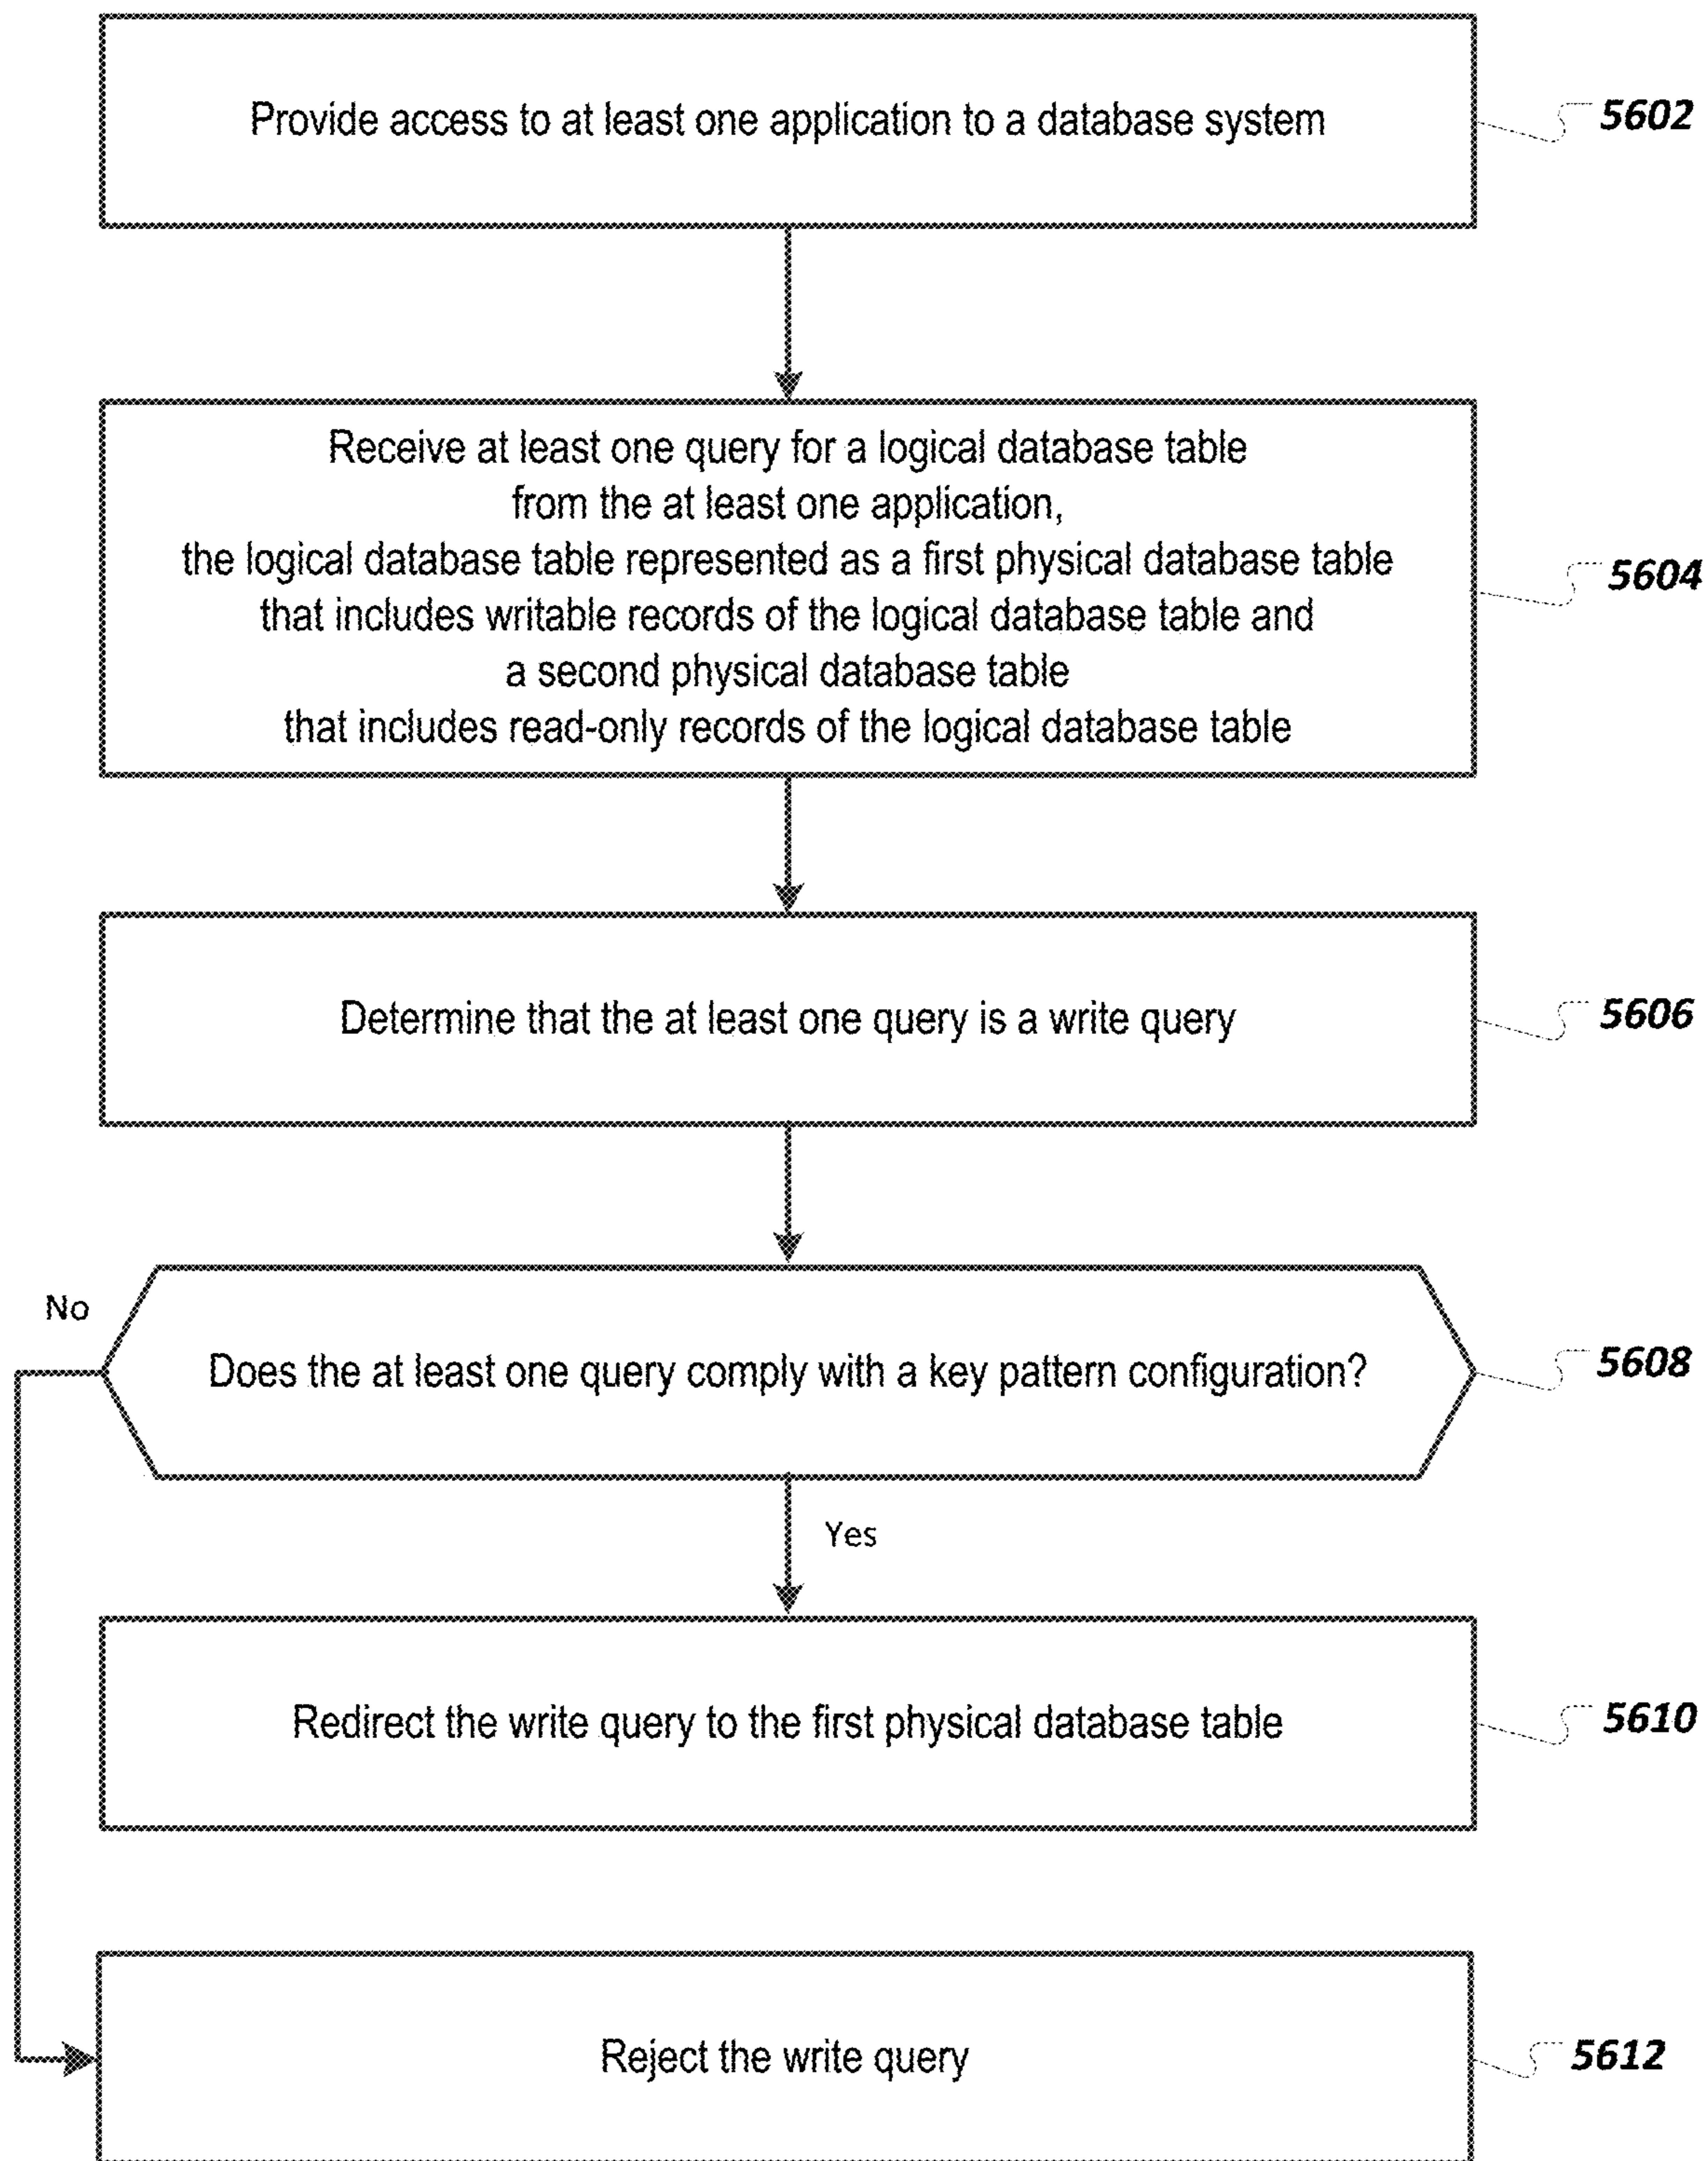 Provide access to at least one application to a database system
5602
Receive at least one query for a logical database table
from the at least one application,
the logical database table represented as a first physical database table
that includes writable records of the logical database table and
a second physical database table
that includes read-only records of the logical database table
5604
Determine that the at least one query is a write query
5606
No
Does the at least one query comply with a key pattern configuration?
5608
Yes
Redirect the write query to the first physical database table
5610
Reject the write query
5612